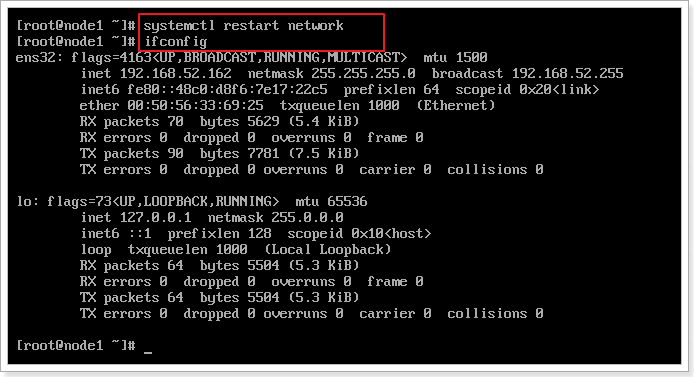 [root@node1 ~]# systemctl restart network
[root@node1 ~]# ifconfig
ens32: flags=4163<UP,BROADCAST,RUNNING,MULTICAST>  mtu 1500
        inet 192.168.52.162  netmask 255.255.255.0  broadcast 192.168.52.255
        inet6 fe80::48c0:d8f6:7e17:22c5  prefixlen 64  scopeid 0x20<link>
        ether 00:50:56:33:69:25  txqueuelen 1000  (Ethernet)
        RX packets 70  bytes 5629 (5.4 KiB)
        RX errors 0  dropped 0  overruns 0  frame 0
        TX packets 90  bytes 7781 (7.5 KiB)
        TX errors 0  dropped 0 overruns 0  carrier 0  collisions 0
lo: flags=73<UP,LOOPBACK,RUNNING>  mtu 65536
        inet 127.0.0.1  netmask 255.0.0.0
        inet6 ::1  prefixlen 128  scopeid 0x10<host>
        loop  txqueuelen 1000  (Local Loopback)
        RX packets 64  bytes 5504 (5.3 KiB)
        RX errors 0  dropped 0  overruns 0  frame 0
        TX packets 64  bytes 5504 (5.3 KiB)
        TX errors 0  dropped 0 overruns 0  carrier 0  collisions 0
[root@node1 ~]# _